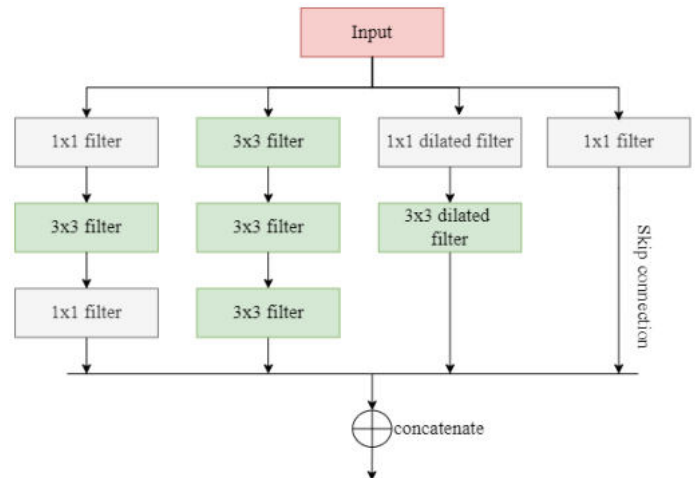 Input
1x1 filter
3x3 filter
1x1 dilated filter
1x1 filter
3x3 filter
3x3 filter
3x3 dilated
filter
Skip connection
1x1 filter
3x3 filter
concatenate